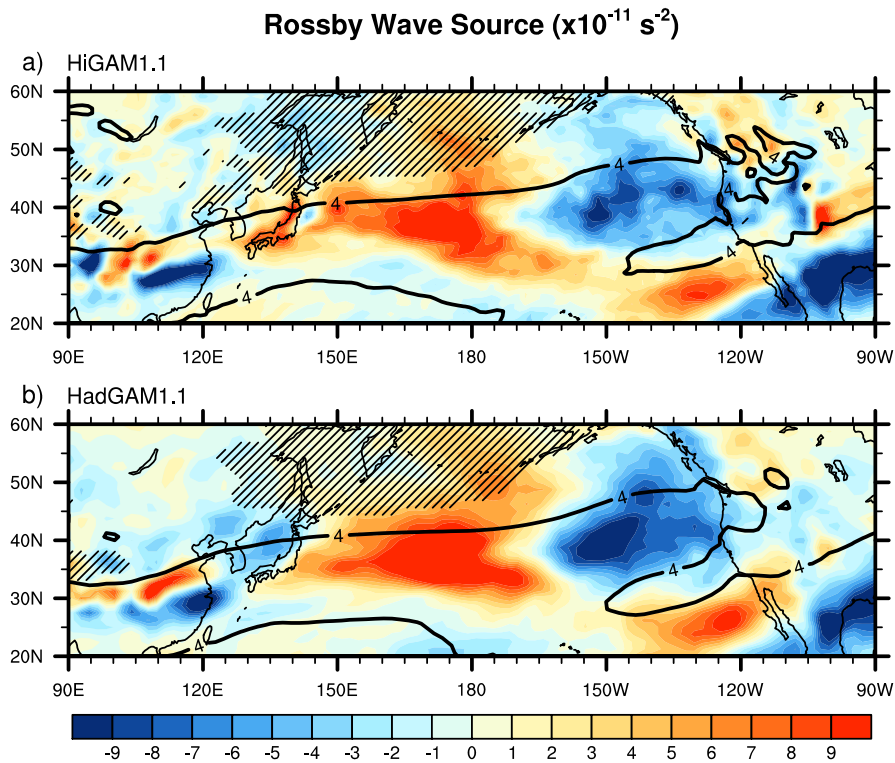 Rossby Wave Source (x10⁻¹¹ s⁻²)
a) HiGAM1.1
60N
50N
40N
30N
20N
4 4 4 4 4 4
90E 120E 150E 180 150W 120W 90W
b) HadGAM1.1
60N
50N
40N
30N
20N
4 4 4 4
90E 120E 150E 180 150W 120W 90W
-9 -8 -7 -6 -5 -4 -3 -2 -1 0 1 2 3 4 5 6 7 8 9